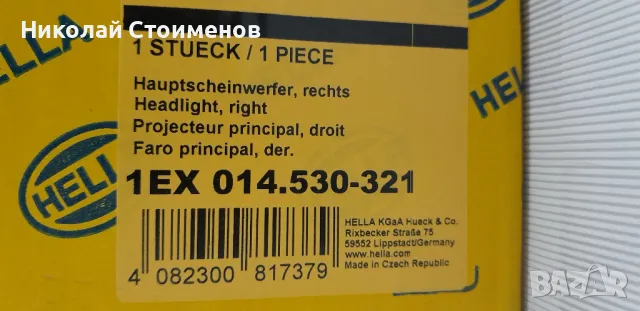 Николай Стоименов
HELLA
HELLA
1 STUECK / 1 PIECE
Hauptscheinwerfer, rechts
Headlight, right
Projecteur principal, droit
Faro principal, der.
1EX 014.530-321
HELLA
4 082300 817379
HELLA KGaA Hueck & Co.
Rixbecker Straße 75
59552 Lippstadt/Germany
www.hella.com
Made in Czech Republic
BAZAR